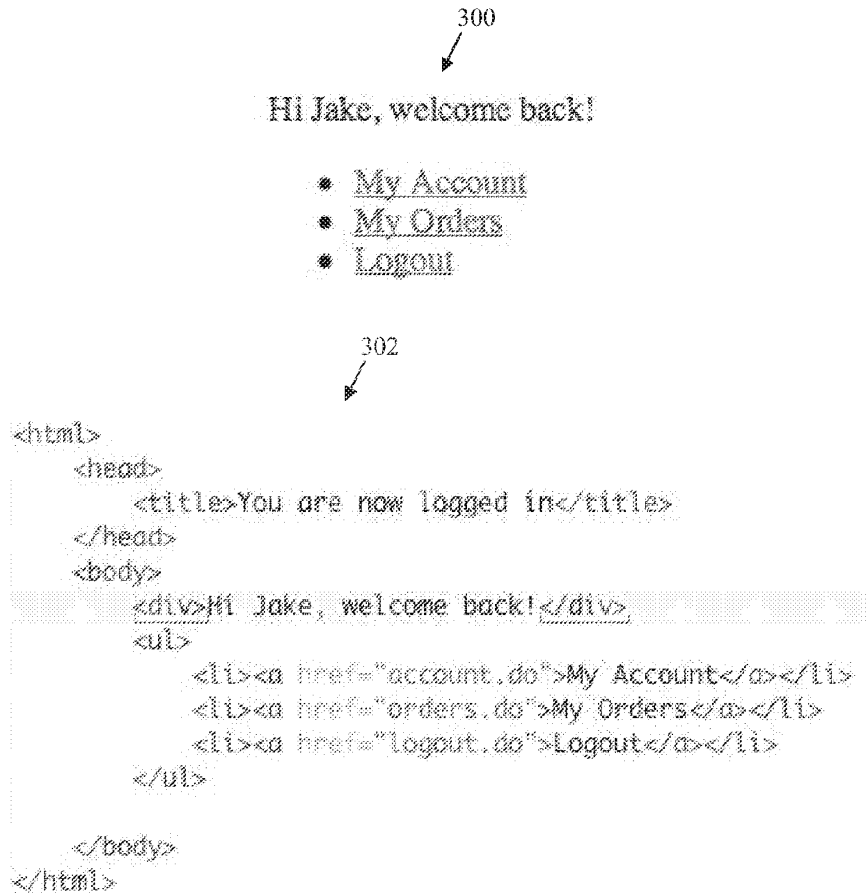 300
Hi Jake, welcome back!
• My Account
• My Orders
• Logout
302
<html>
<head>
<title>You are now logged in</title>
</head>
<body>
<div>Hi Jake, welcome back!</div>
<ul>
<li><a href="account.do">My Account</a></li>
<li><a href="orders.do">My Orders</a></li>
<li><a href="logout.do">Logout</a></li>
</ul>
</body>
</html>